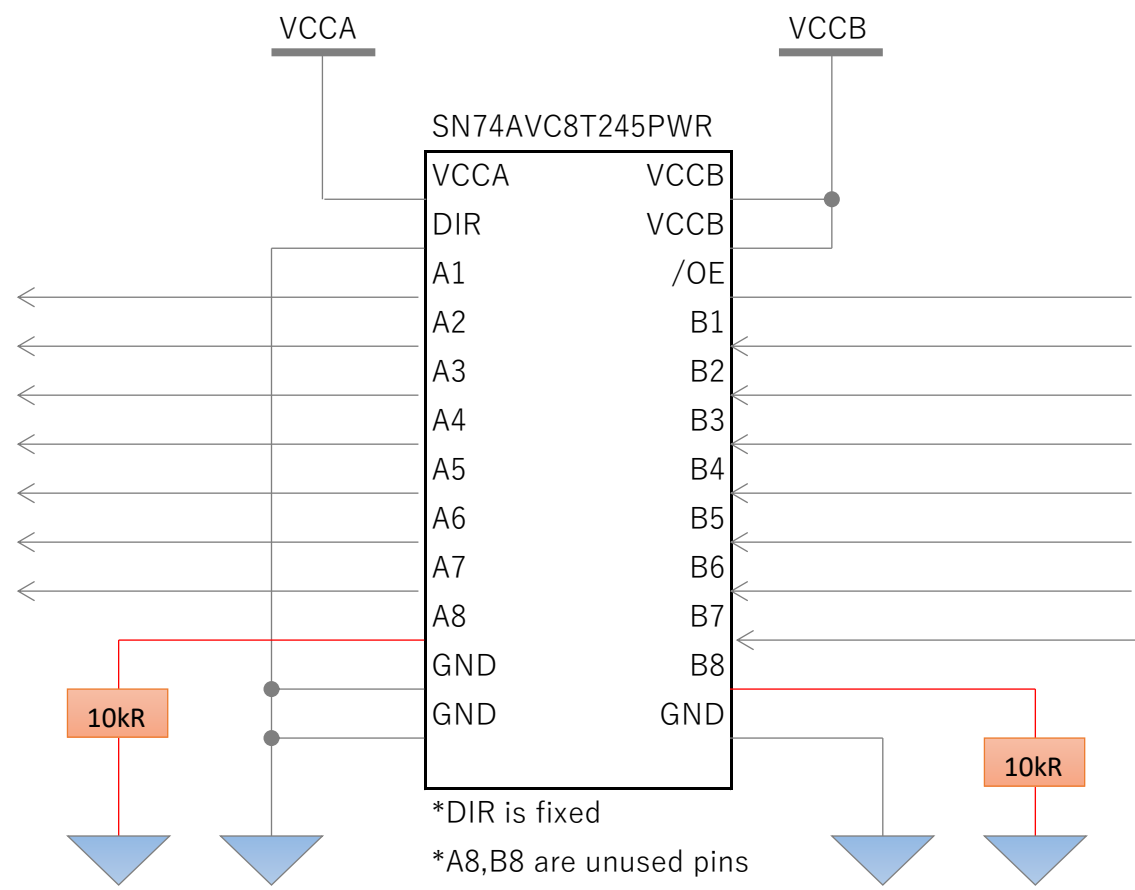 VCCA
VCCB
SN74AVC8T245PWR
VCCA VCCB
DIR VCCB
A1 /OE
A2 B1
A3 B2
A4 B3
A5 B4
A6 B5
A7 B6
A8 B7
GND B8
GND GND
10kR
10kR
*DIR is fixed
*A8,B8 are unused pins